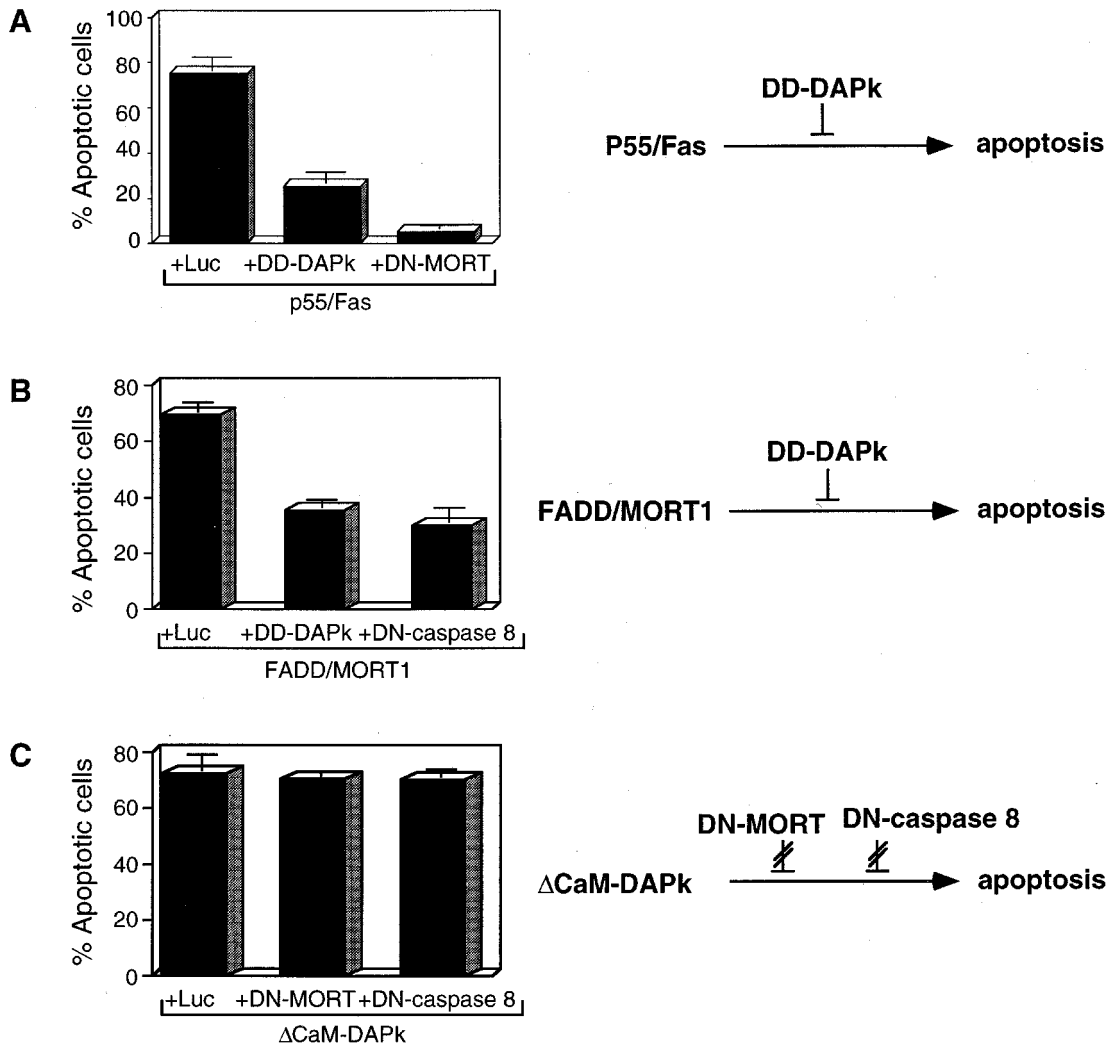 A
% Apoptotic cells
100
80
60
40
20
0
+Luc +DD-DAPk +DN-MORT
p55/Fas
DD-DAPk
P55/Fas apoptosis
B
% Apoptotic cells
80
60
40
20
0
+Luc +DD-DAPk +DN-caspase 8
FADD/MORT1
DD-DAPk
FADD/MORT1 apoptosis
C
% Apoptotic cells
80
60
40
20
0
+Luc +DN-MORT +DN-caspase 8
ΔCaM-DAPk
DN-MORT DN-caspase 8
ΔCaM-DAPk apoptosis